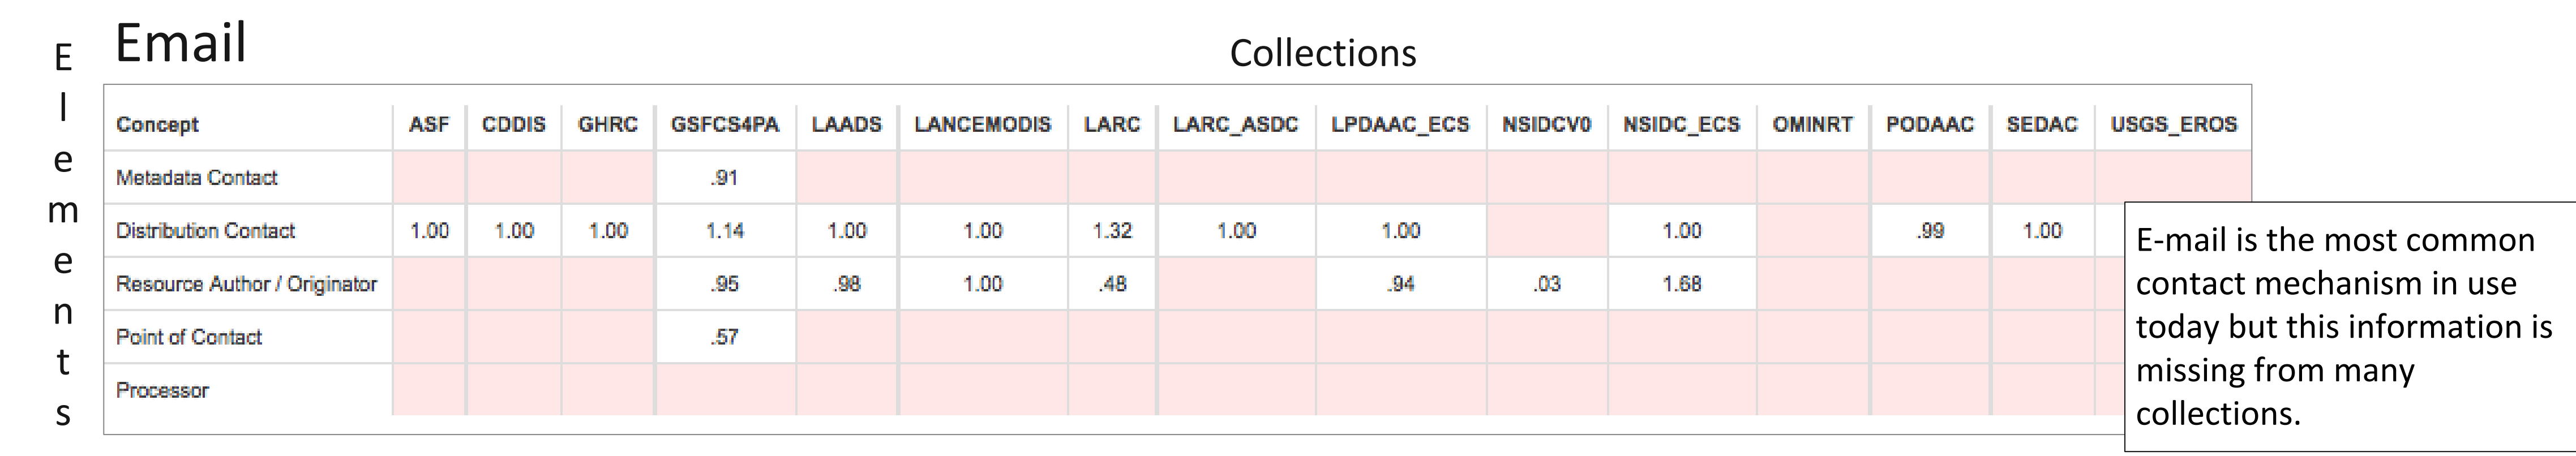 Email
Collections
Elements
Concept ASF CDDIS GHRC GSFCS4PA LAADS LANCEMODIS LARC LARC_ASDC LPDAAC_ECS NSIDCV0 NSIDC_ECS OMINRT PODAAC SEDAC USGS_EROS
Metadata Contact .91
Distribution Contact 1.00 1.00 1.00 1.14 1.00 1.00 1.32 1.00 1.00 1.00 .99 1.00
Resource Author / Originator .95 .98 1.00 .48 .94 .03 1.68
Point of Contact .57
Processor
E-mail is the most common
contact mechanism in use
today but this information is
missing from many
collections.